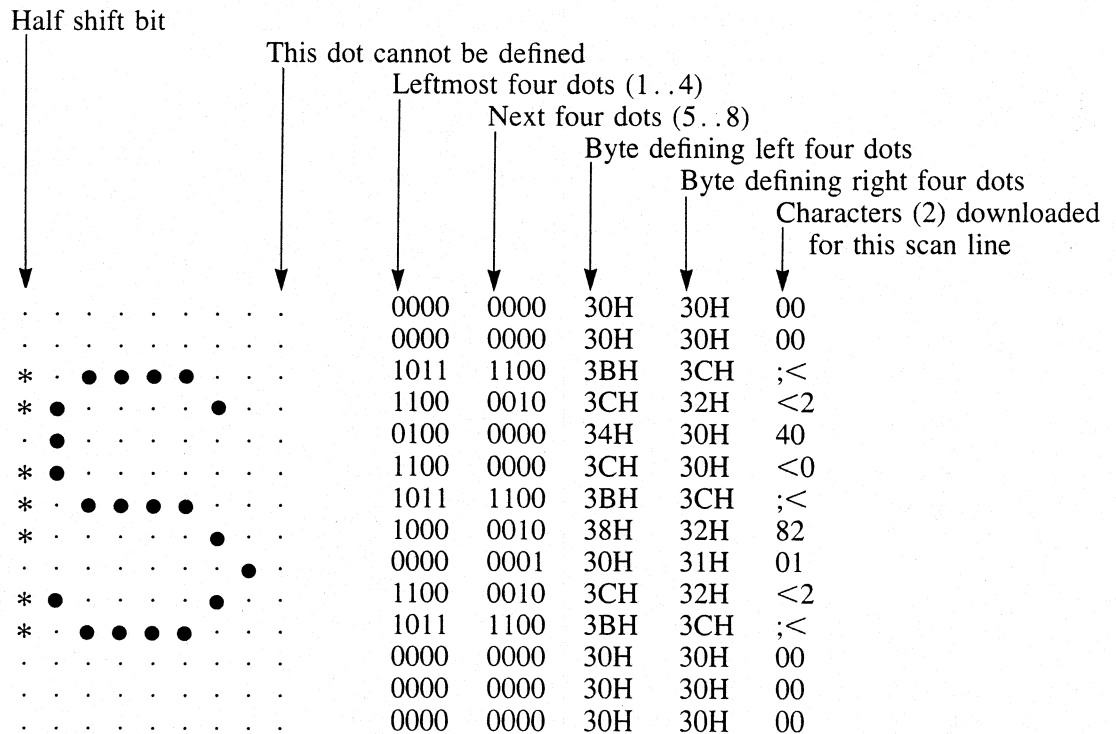 Half shift bit
This dot cannot be defined
Leftmost four dots (1..4)
Next four dots (5..8)
Byte defining left four dots
Byte defining right four dots
Characters (2) downloaded
for this scan line
0000 0000 30H 30H 00
0000 0000 30H 30H 00
* 1011 1100 3BH 3CH ;<
* 1100 0010 3CH 32H <2
0100 0000 34H 30H 40
* 1100 0000 3CH 30H <0
* 1011 1100 3BH 3CH ;<
* 1000 0010 38H 32H 82
0000 0001 30H 31H 01
* 1100 0010 3CH 32H <2
* 1011 1100 3BH 3CH ;<
0000 0000 30H 30H 00
0000 0000 30H 30H 00
0000 0000 30H 30H 00